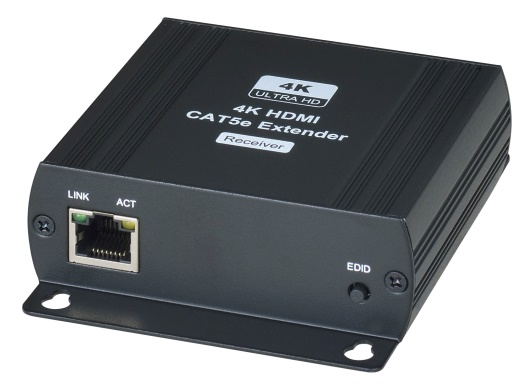 4K
ULTRA HD
4K HDMI
CAT5e Extender
Receiver
LINK ACT
EDID